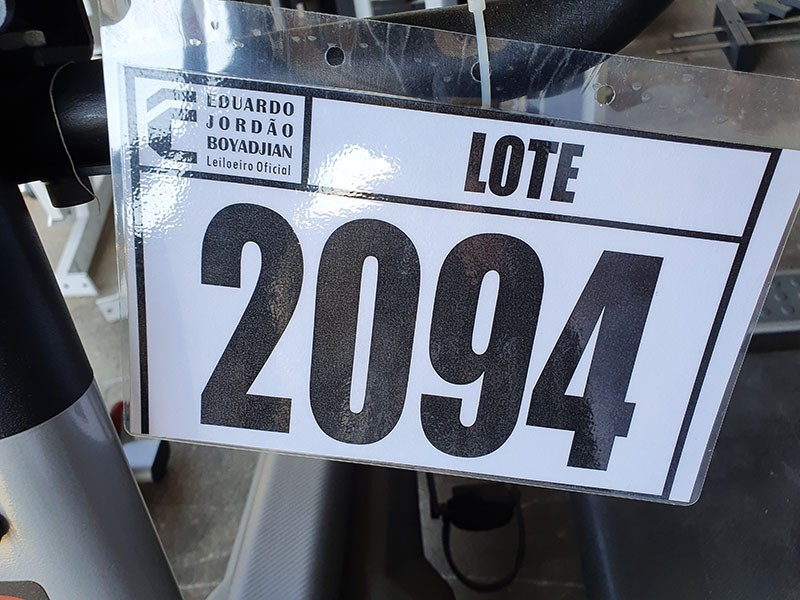 EDUARDO
JORDÃO
BOYADJIAN
Leiloeiro Oficial
LOTE
2094